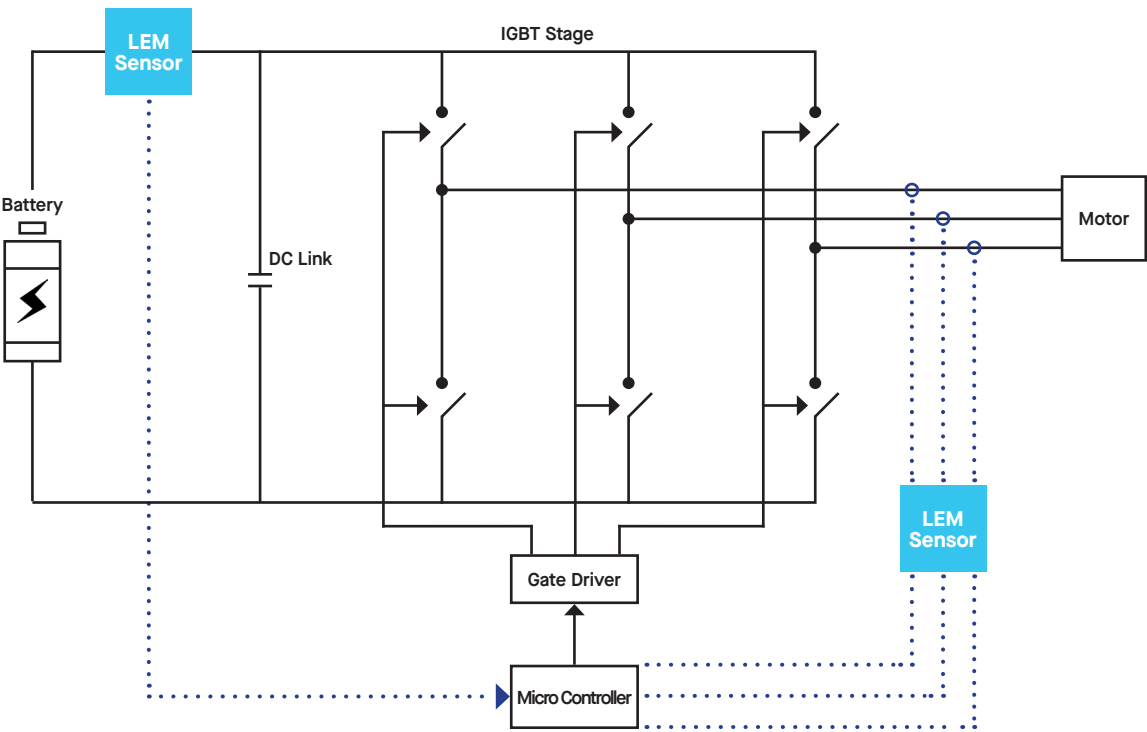 IGBT Stage
LEM
Sensor
Battery
Motor
DC Link
LEM
Sensor
Gate Driver
Micro Controller